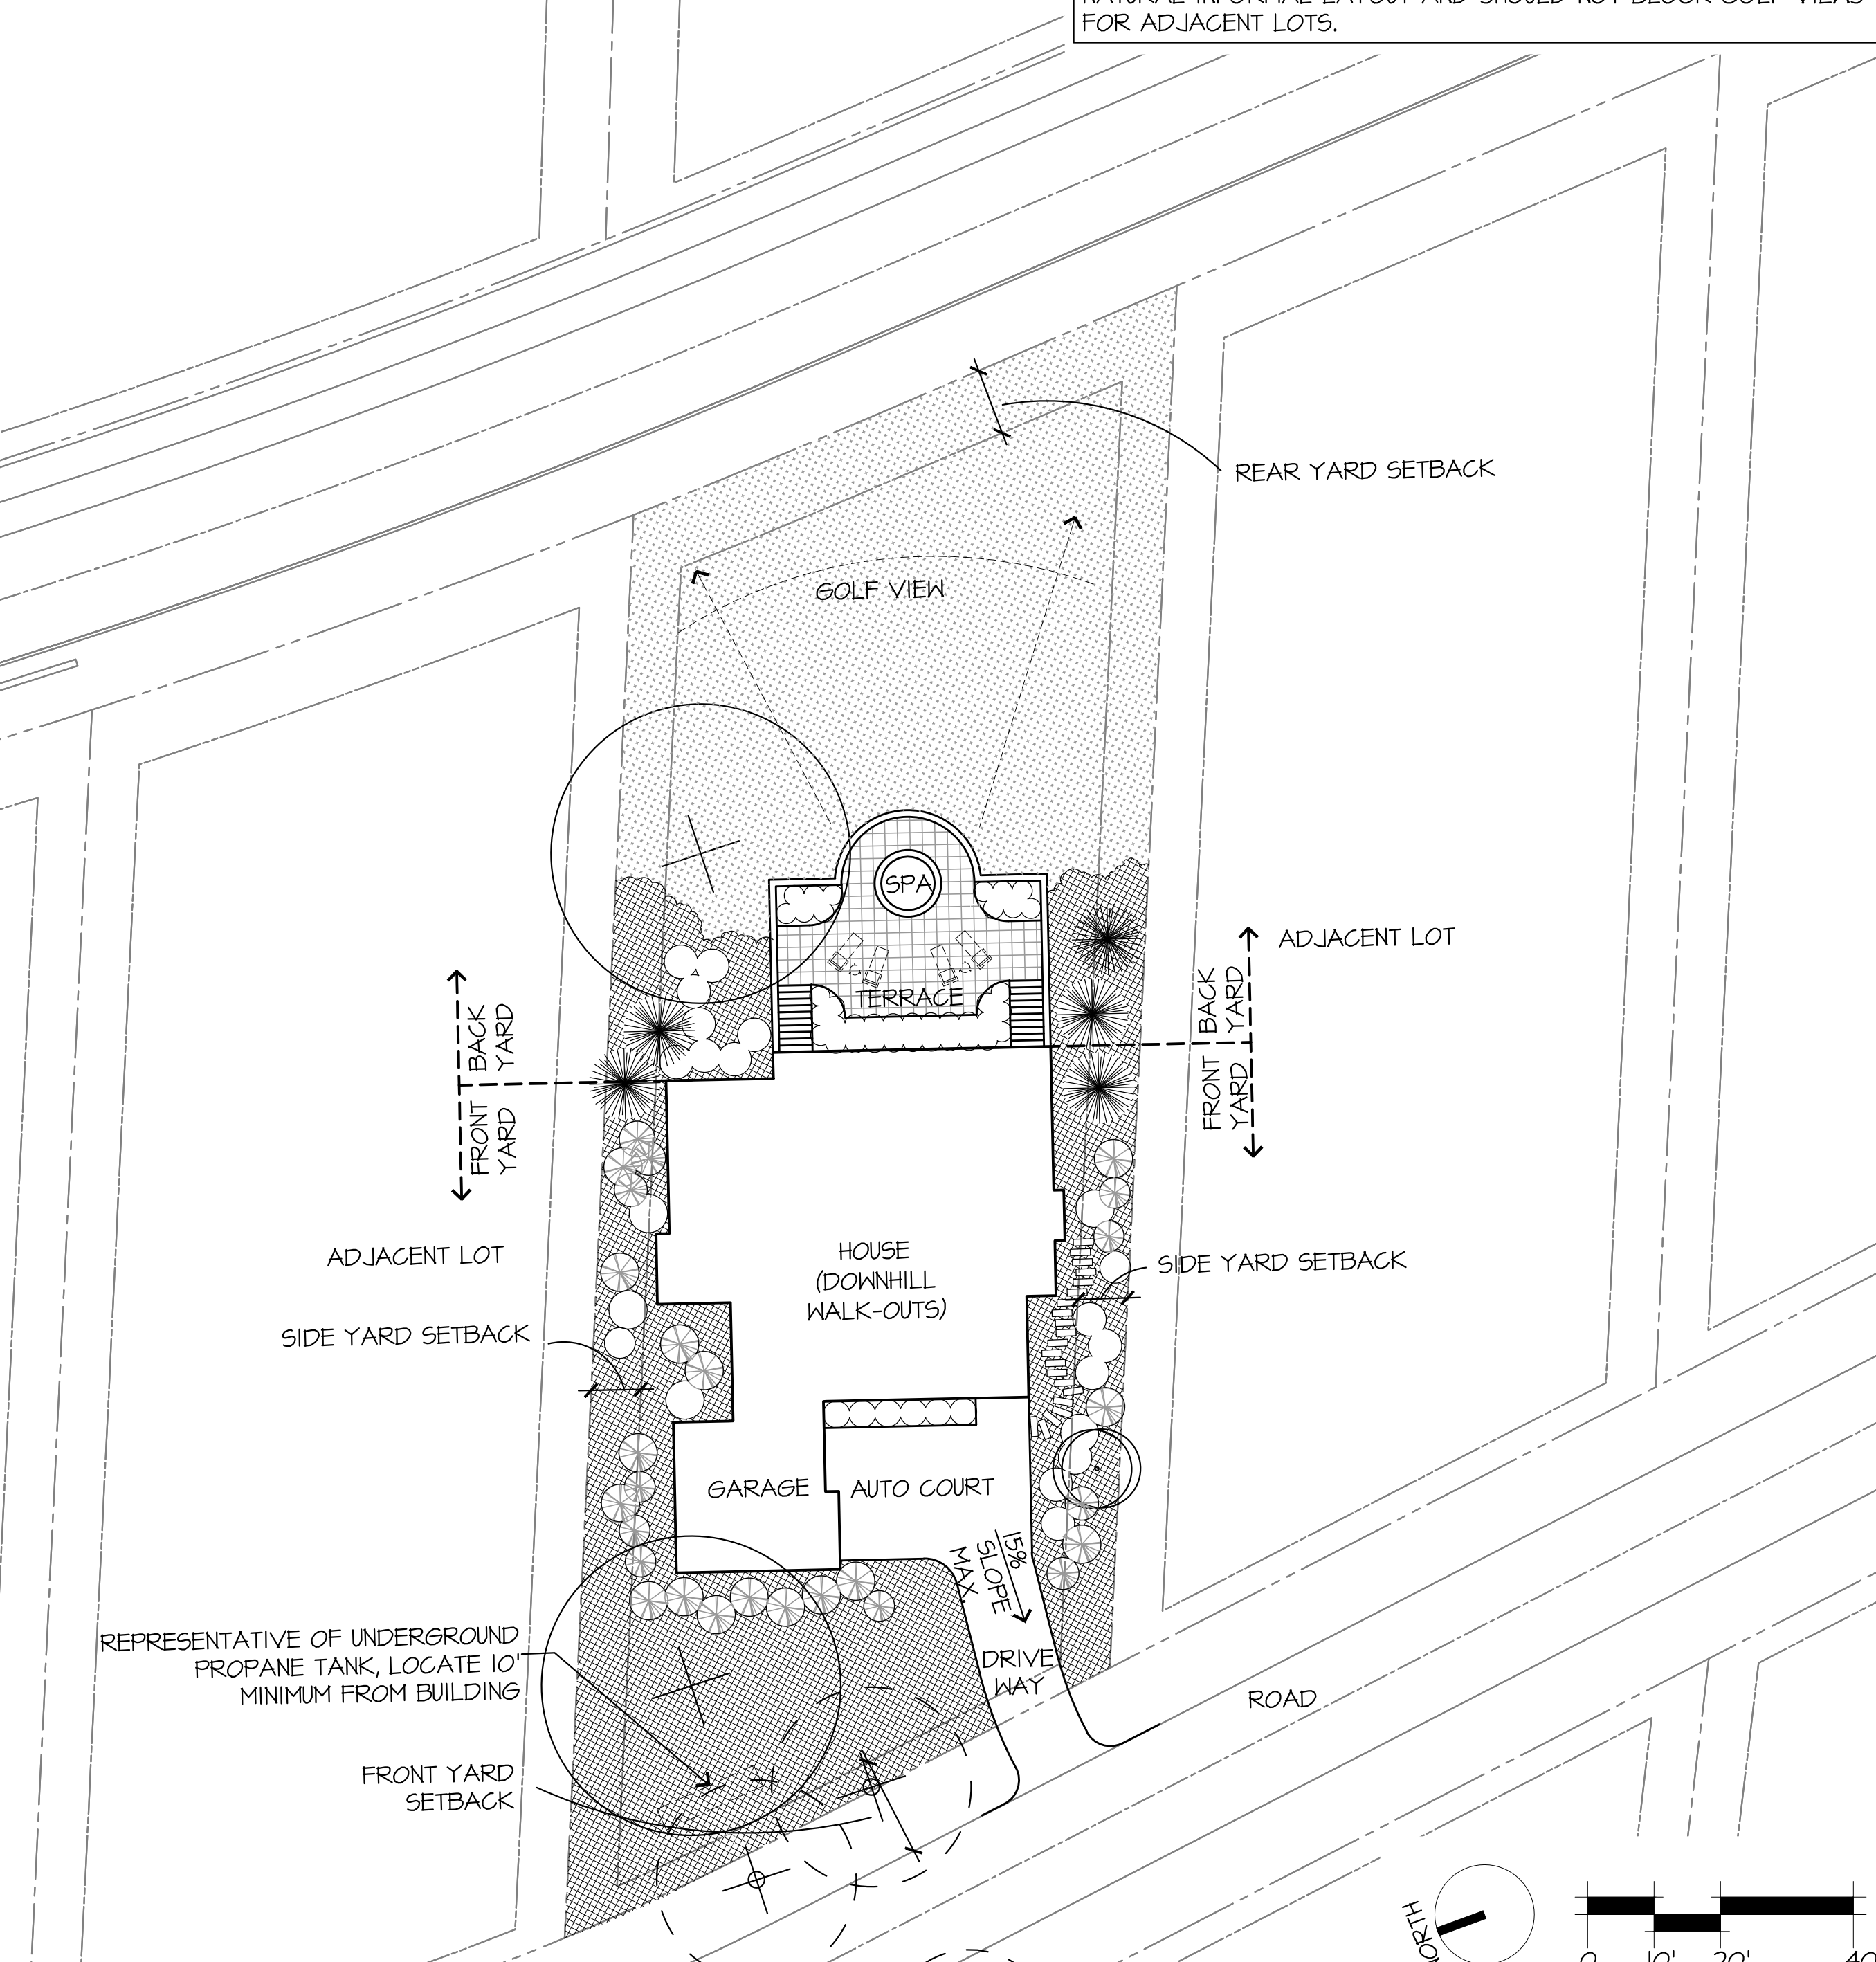 FOR ADJACENT LOTS.
REAR YARD SETBACK
GOLF VIEW
SPA
ADJACENT LOT
BACK
YARD
FRONT
YARD
TERRACE
BACK
YARD
FRONT
YARD
ADJACENT LOT
HOUSE
(DOWNHILL
WALK-OUTS)
SIDE YARD SETBACK
SIDE YARD SETBACK
GARAGE
AUTO COURT
15%
SLOPE
MAX.
REPRESENTATIVE OF UNDERGROUND
PROPANE TANK, LOCATE 10'
MINIMUM FROM BUILDING
DRIVE
WAY
ROAD
FRONT YARD
SETBACK
NORTH
0 10' 20' 40